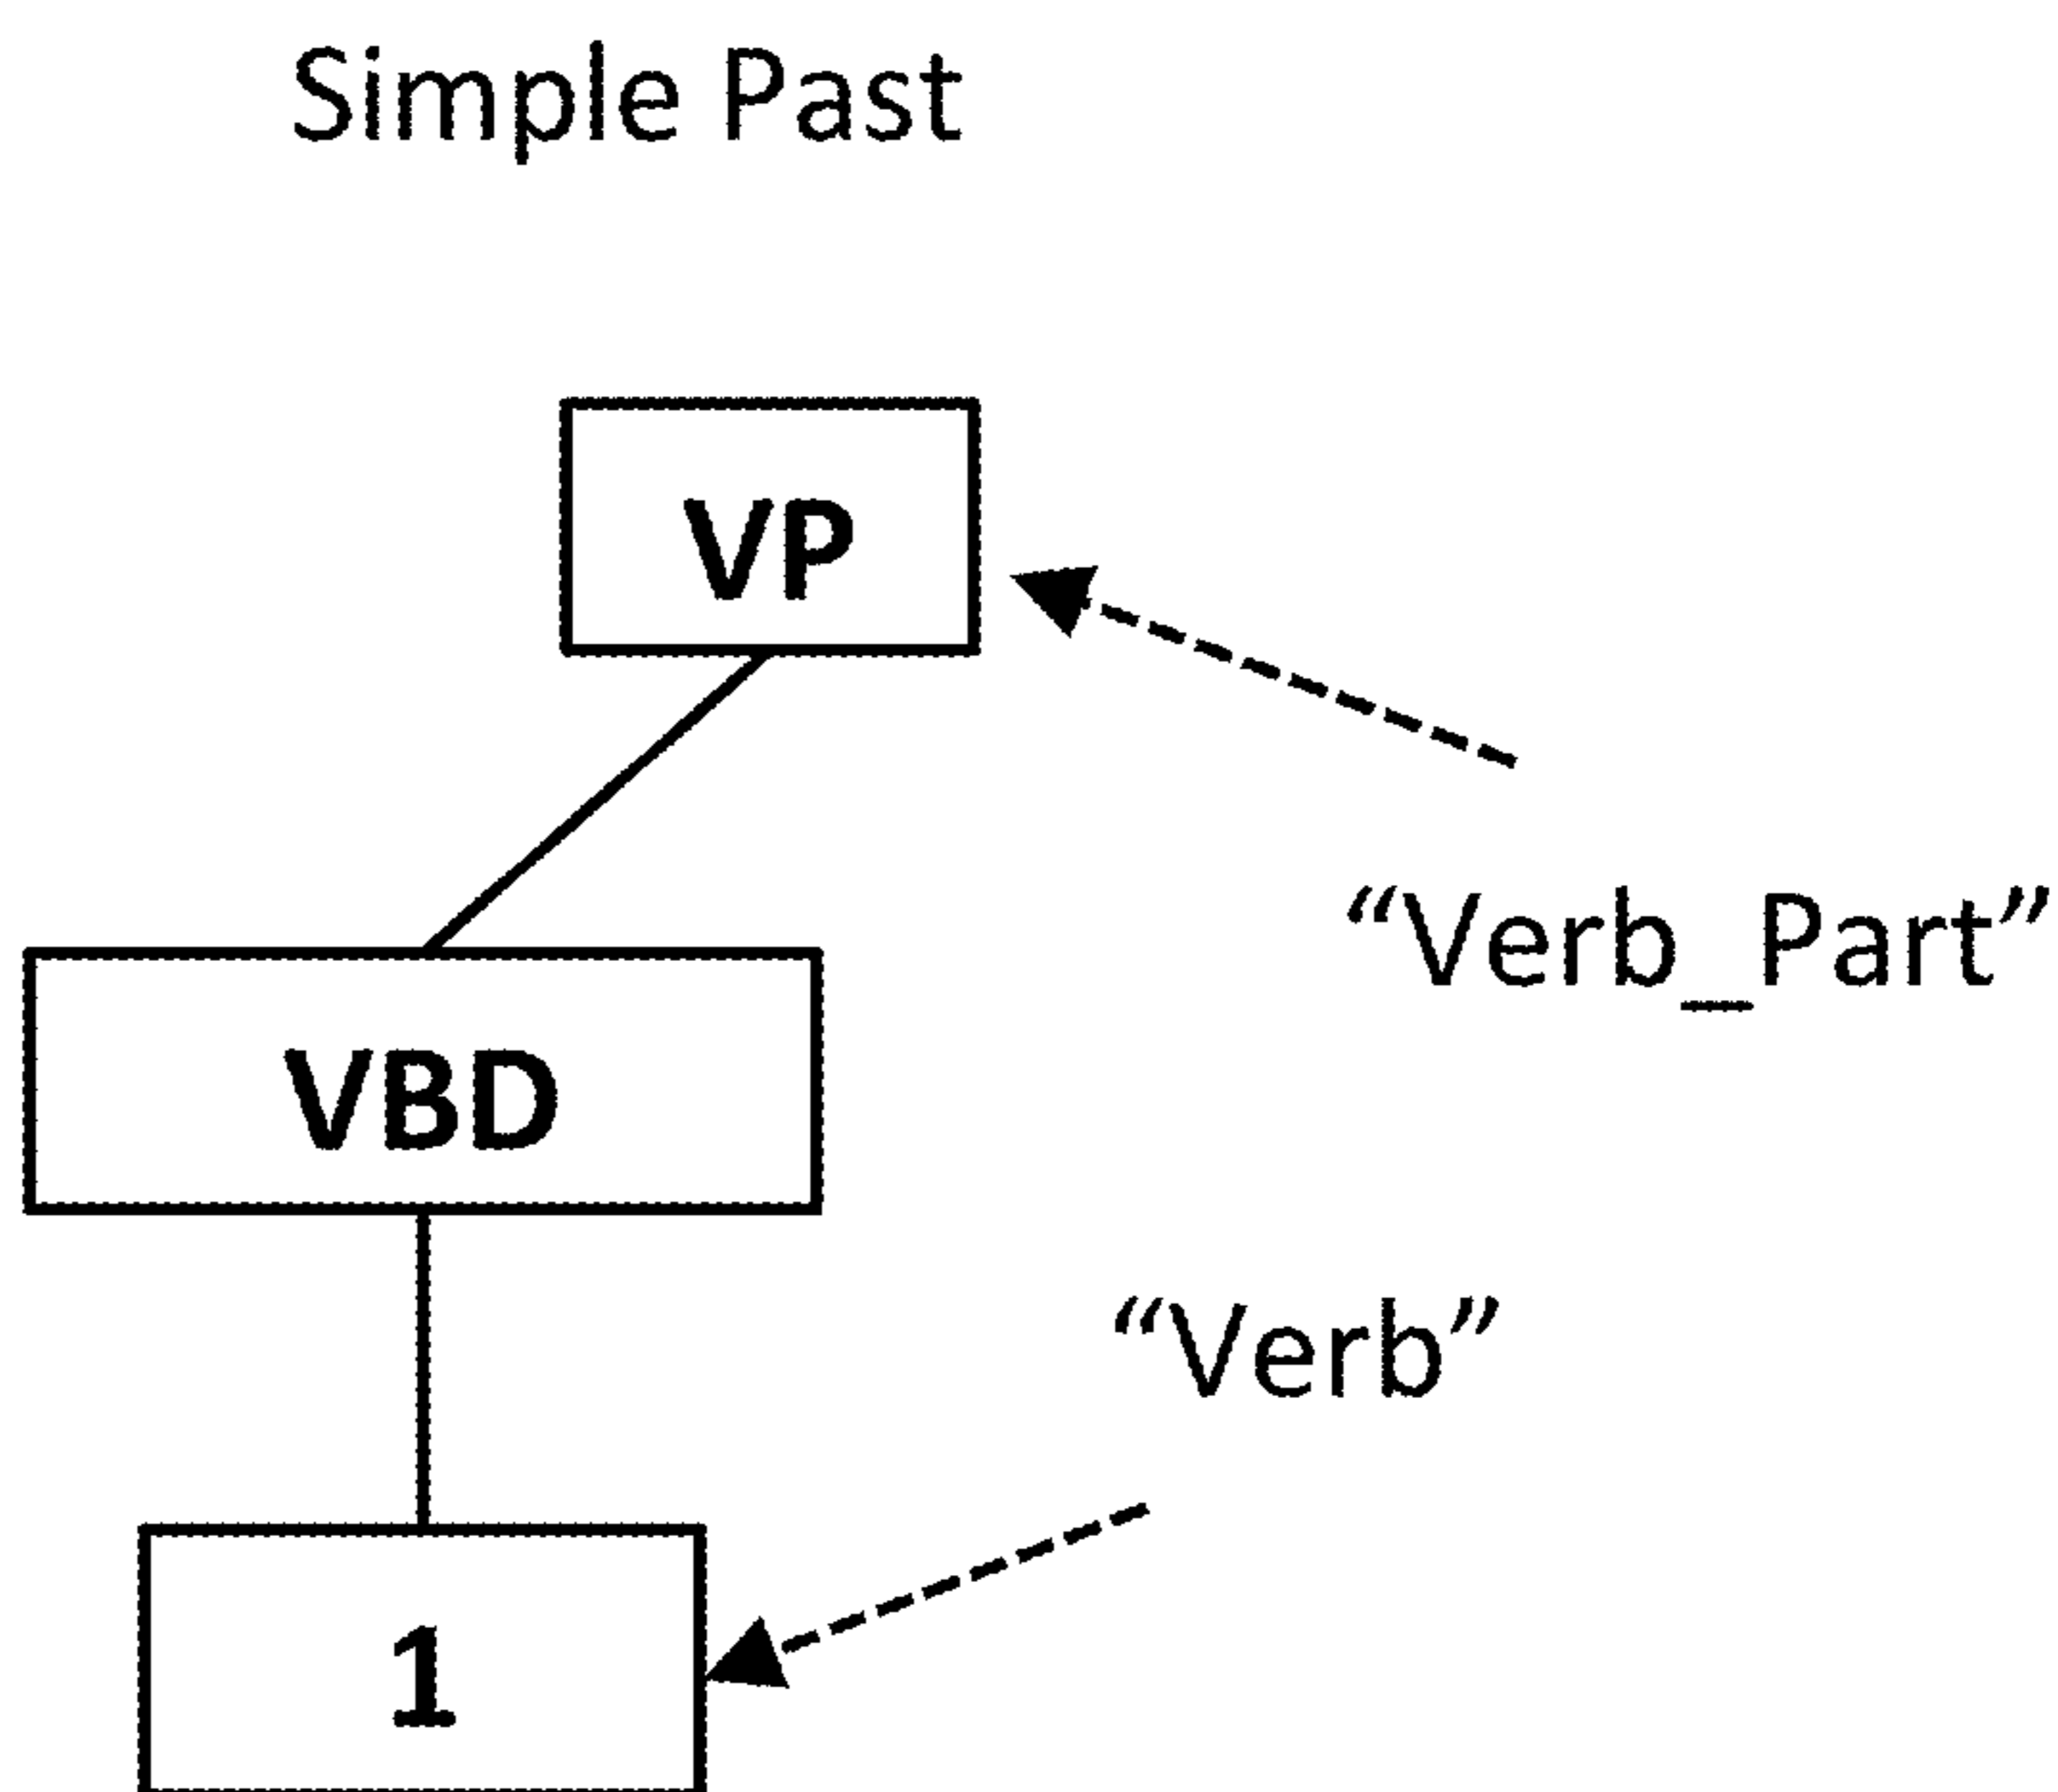 Simple Past
VP
“Verb_Part”
VBD
“Verb”
1